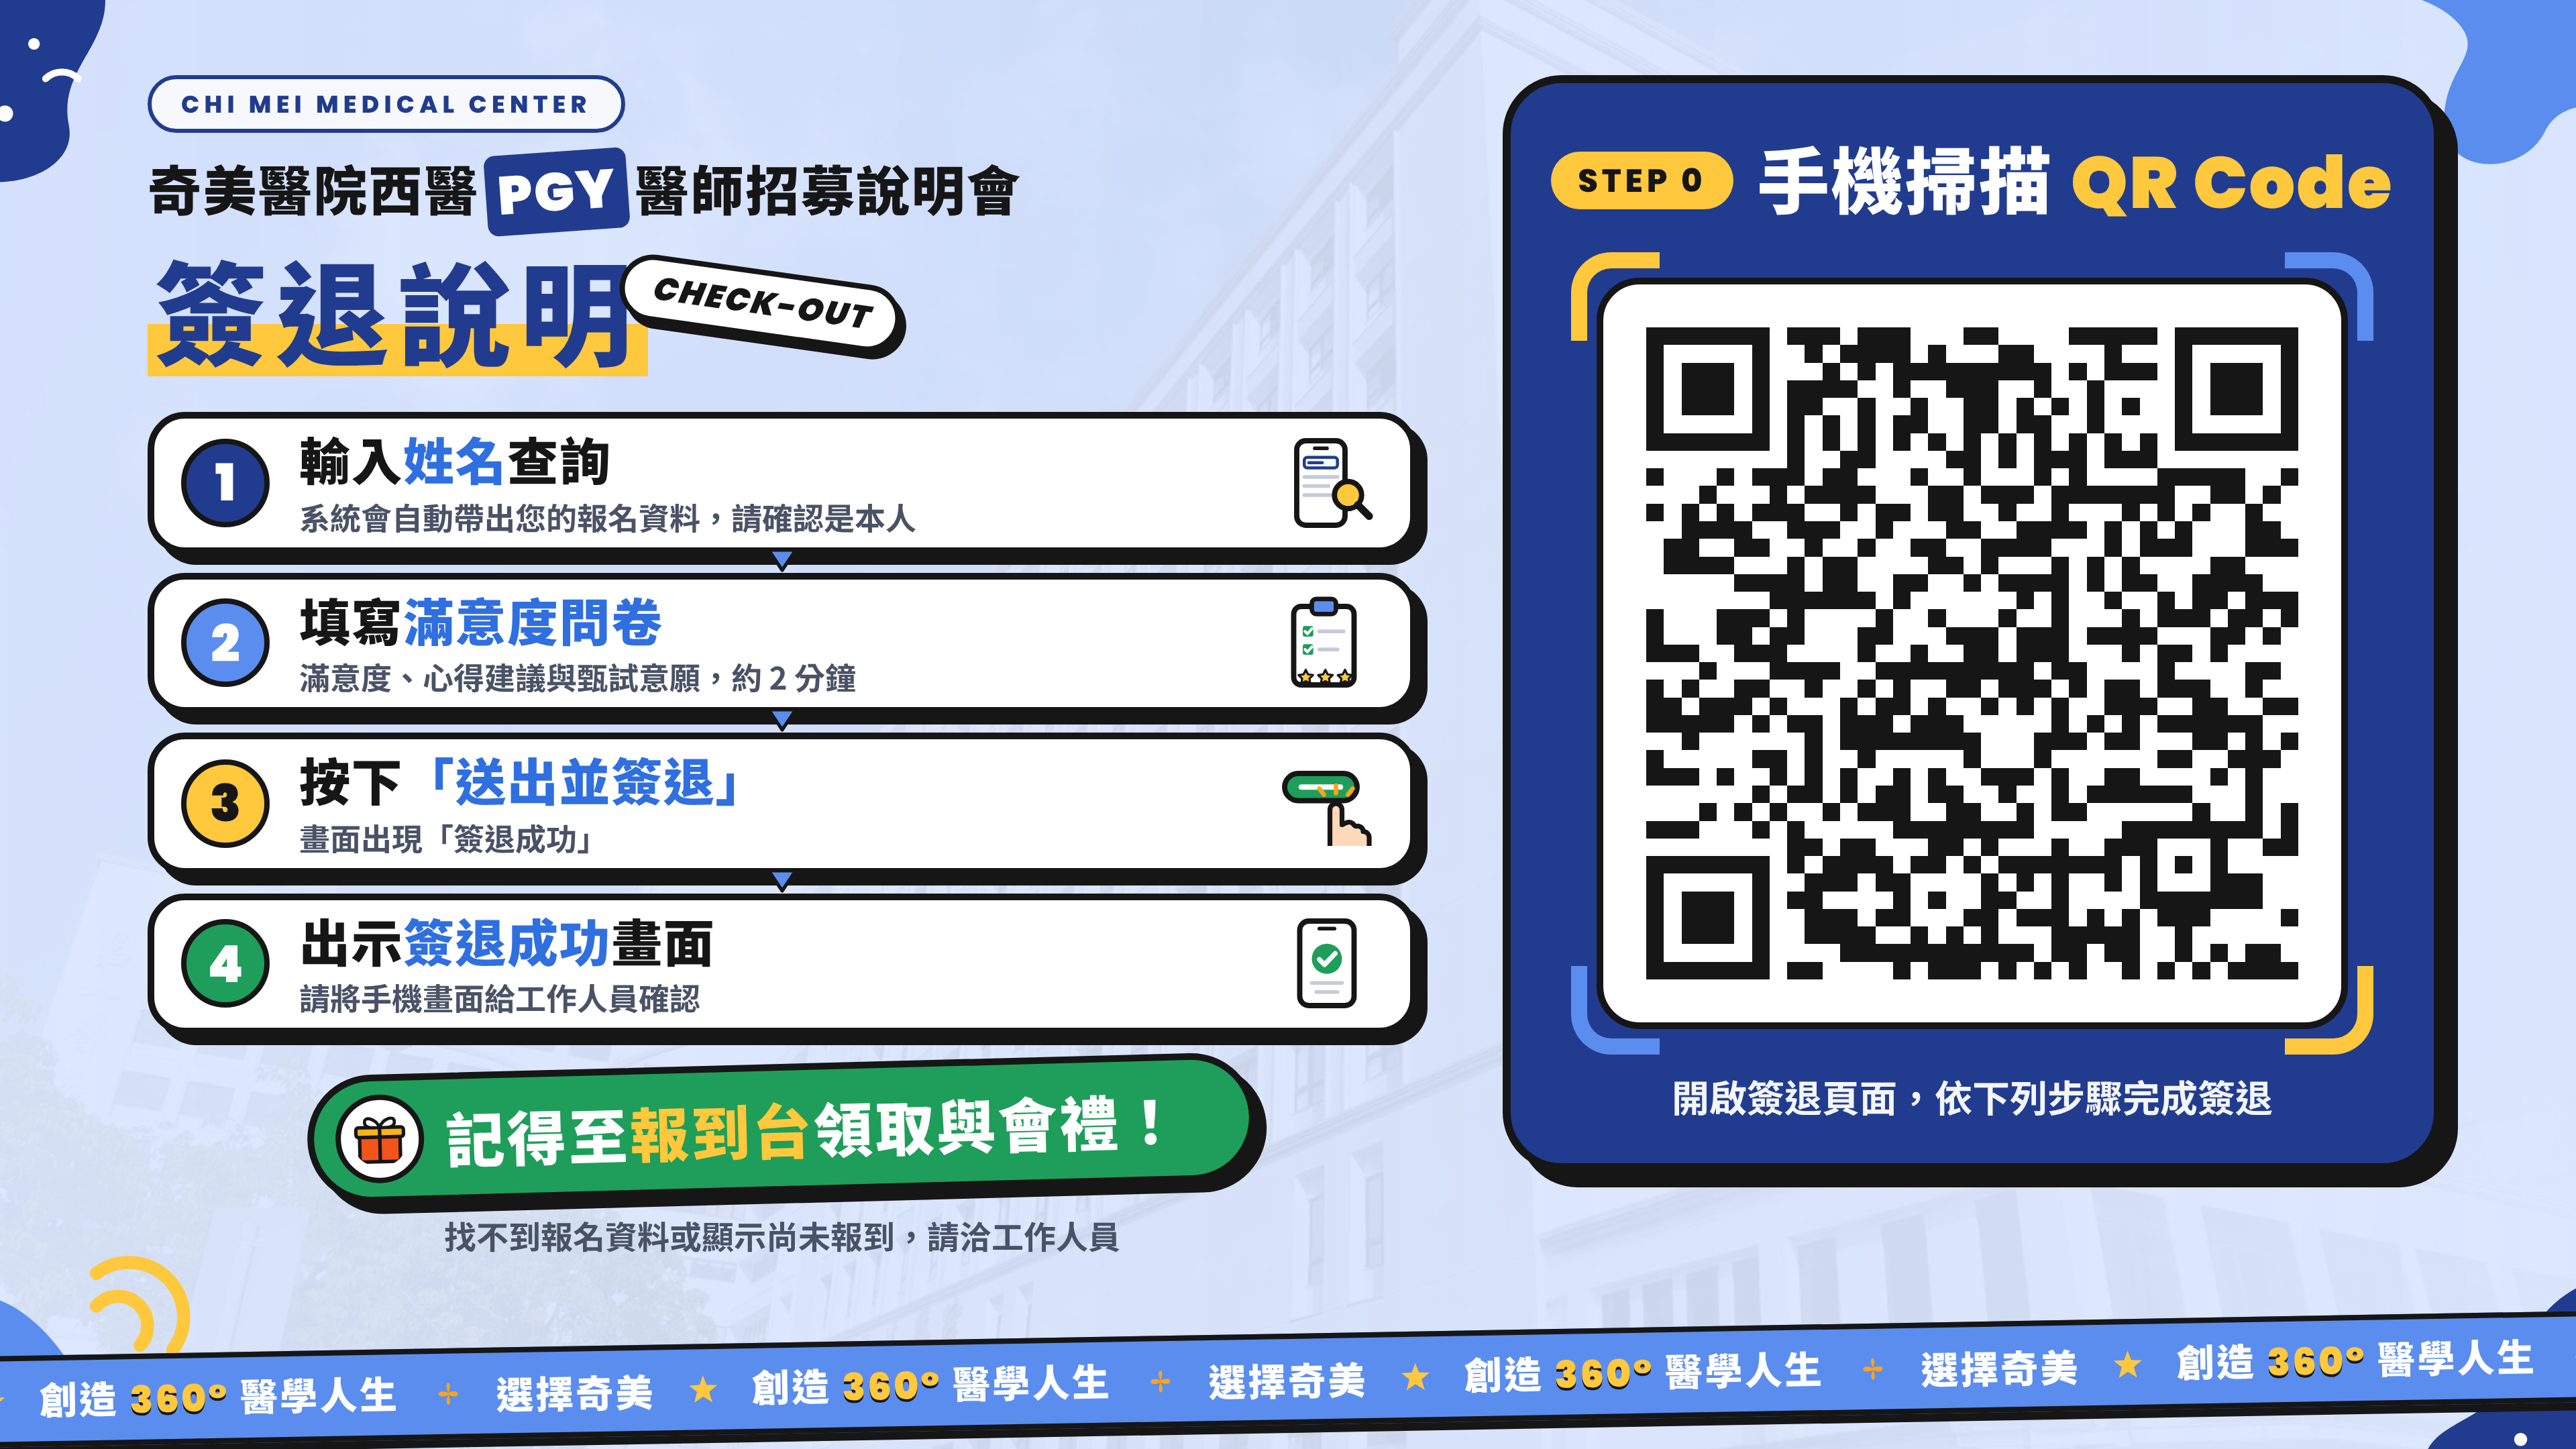 CHI MEI MEDICAL CENTER
奇美醫院西醫 PGY 醫師招募說明會
簽退說明
CHECK-OUT
1
輸入姓名查詢
系統會自動帶出您的報名資料，請確認是本人
2
填寫滿意度問卷
滿意度、心得建議與甄試意願，約 2 分鐘
3
按下「送出並簽退」
畫面出現「簽退成功」
4
出示簽退成功畫面
請將手機畫面給工作人員確認
記得至報到台領取與會禮！
找不到報名資料或顯示尚未報到，請洽工作人員
STEP 0 手機掃描 QR Code
開啟簽退頁面，依下列步驟完成簽退
創造 360° 醫學人生 選擇奇美 創造 360° 醫學人生 選擇奇美 創造 360° 醫學人生 選擇奇美 創造 360° 醫學人生